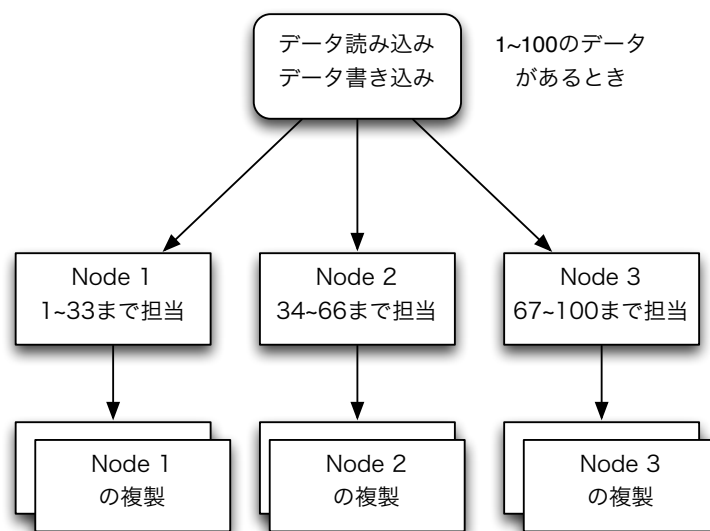 データ読み込み
データ書き込み
1~100のデータ
があるとき
Node 1
1~33まで担当
Node 2
34~66まで担当
Node 3
67~100まで担当
Node 1
の複製
Node 2
の複製
Node 3
の複製